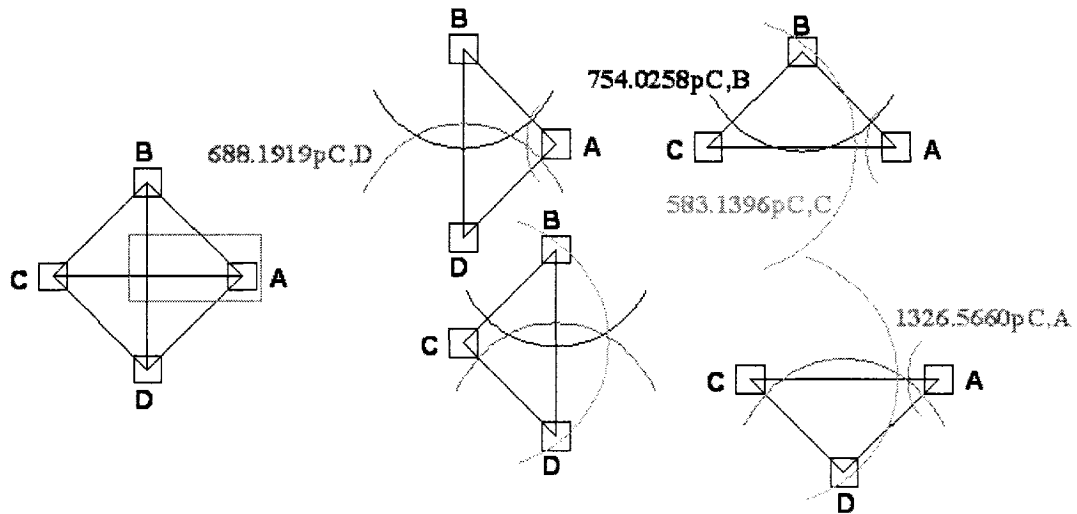 B
C
A
D
688.1919pC,D
B
A
D
754.0258pC,B
B
C
A
583.1396pC,C
B
C
D
1326.5660pC,A
C
A
D